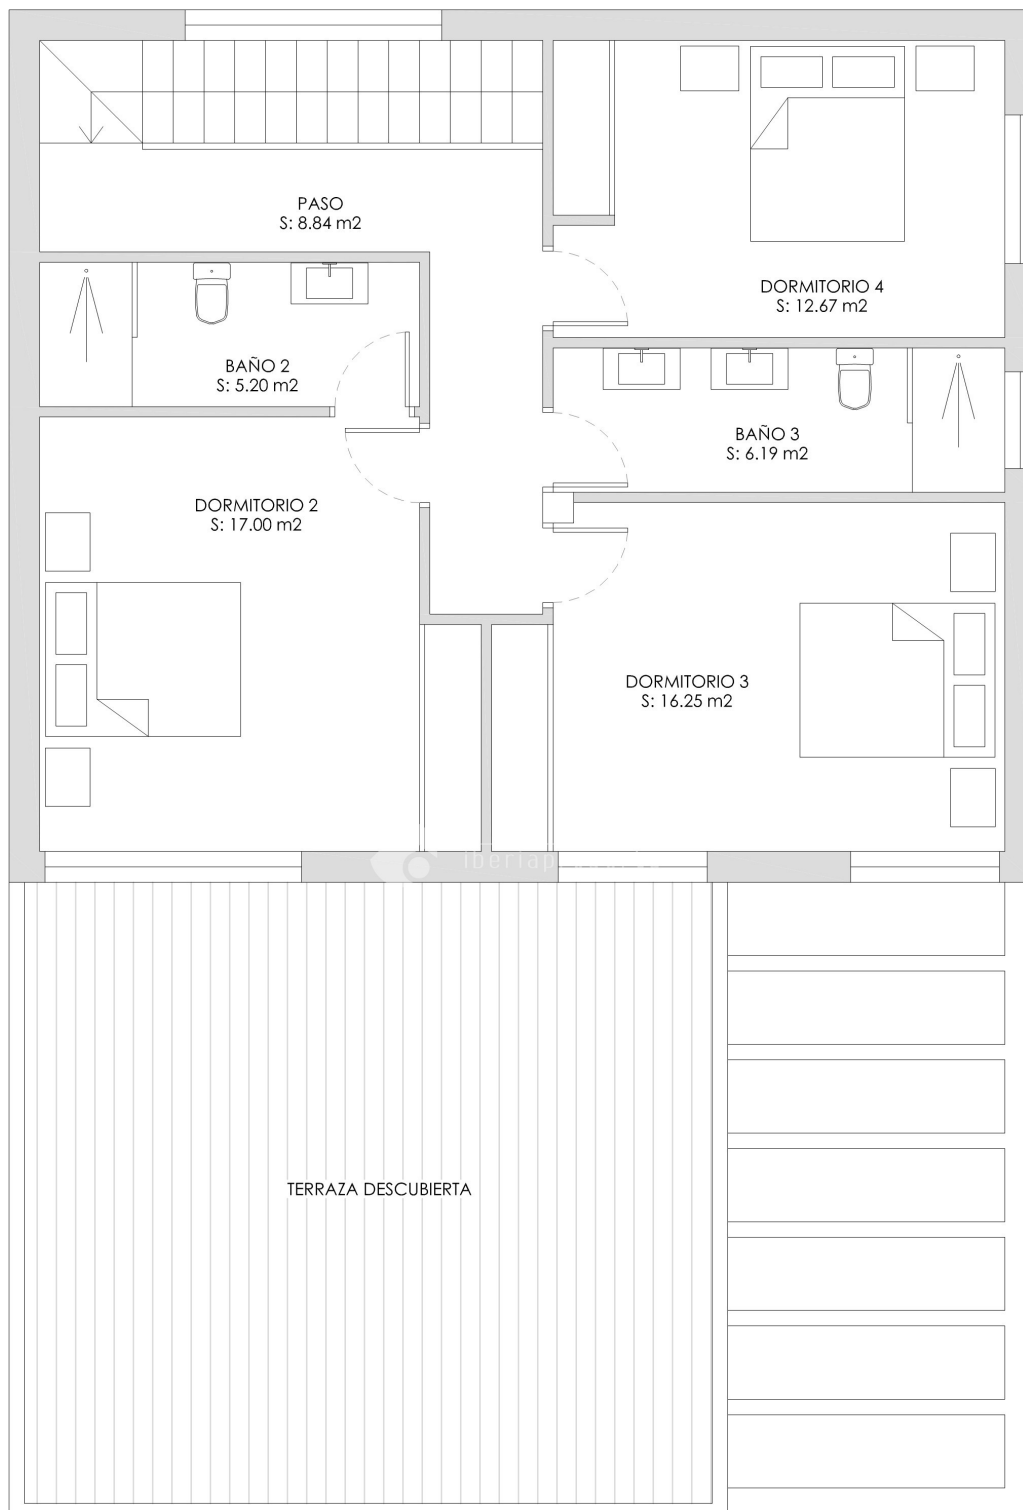 PASO
S: 8.84 m2
DORMITORIO 4
S: 12.67 m2
BAÑO 2
S: 5.20 m2
BAÑO 3
S: 6.19 m2
DORMITORIO 2
S: 17.00 m2
DORMITORIO 3
S: 16.25 m2
TERRAZA DESCUBIERTA